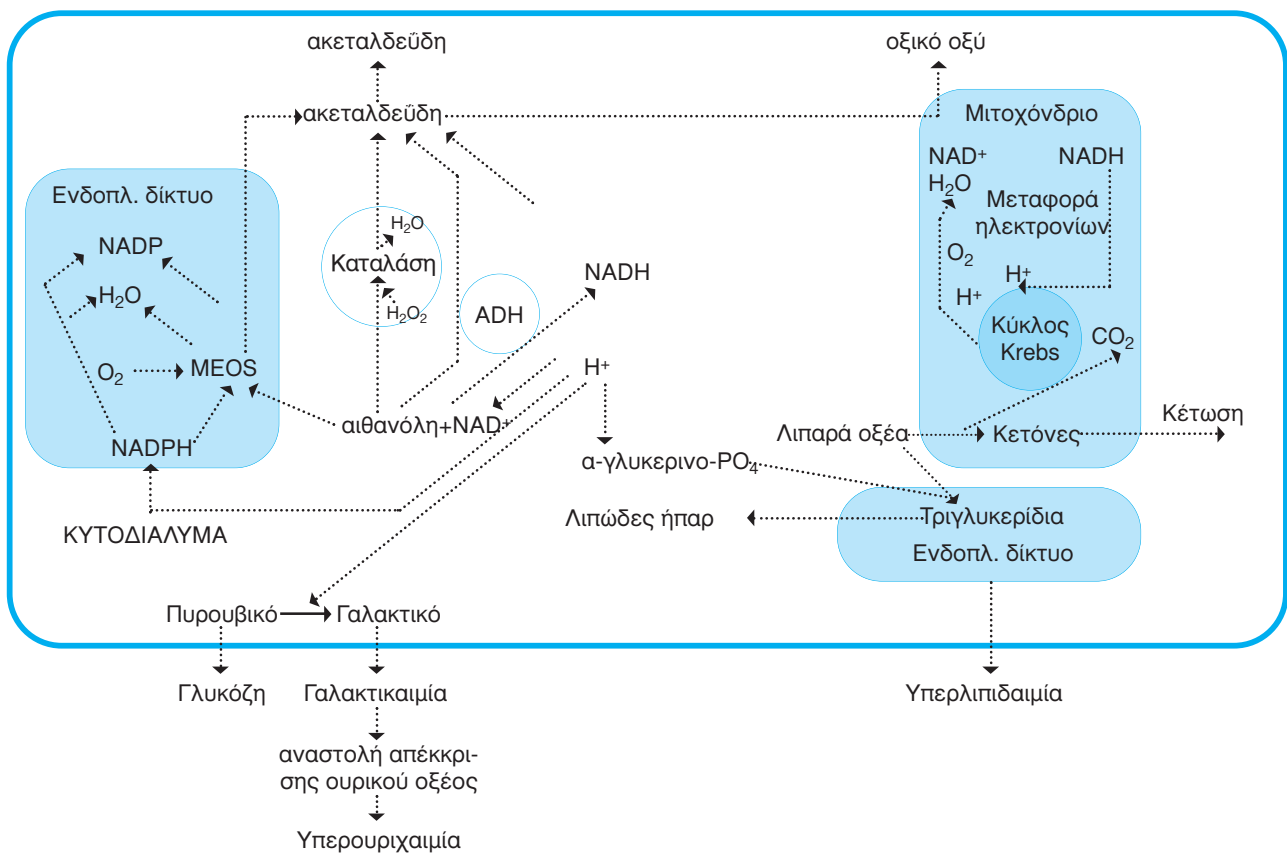 ακεταλδεΰδη
οξικό οξύ
ακεταλδεΰδη
Μιτοχόνδριο
NAD⁺
NADH
H₂O
Μεταφορά
ηλεκτρονίων
O₂
H⁺
H⁺
Κύκλος
Krebs
CO₂
Ενδοπλ. δίκτυο
NADP
H₂O
O₂
MEOS
NADPH
H₂O
Καταλάση
H₂O₂
ADH
NADH
H⁺
αιθανόλη+NAD⁺
α-γλυκερινο-PO₄
Λιπαρά οξέα
Κετόνες
Κέτωση
Λιπώδες ήπαρ
Τριγλυκερίδια
Ενδοπλ. δίκτυο
ΚΥΤΟΔΙΑΛΥΜΑ
Πυρουβικό
Γαλακτικό
Γλυκόζη
Γαλακτικαιμία
Υπερλιπιδαιμία
αναστολή απέκκρι-
σης ουρικού οξέος
Υπερουριχαιμία